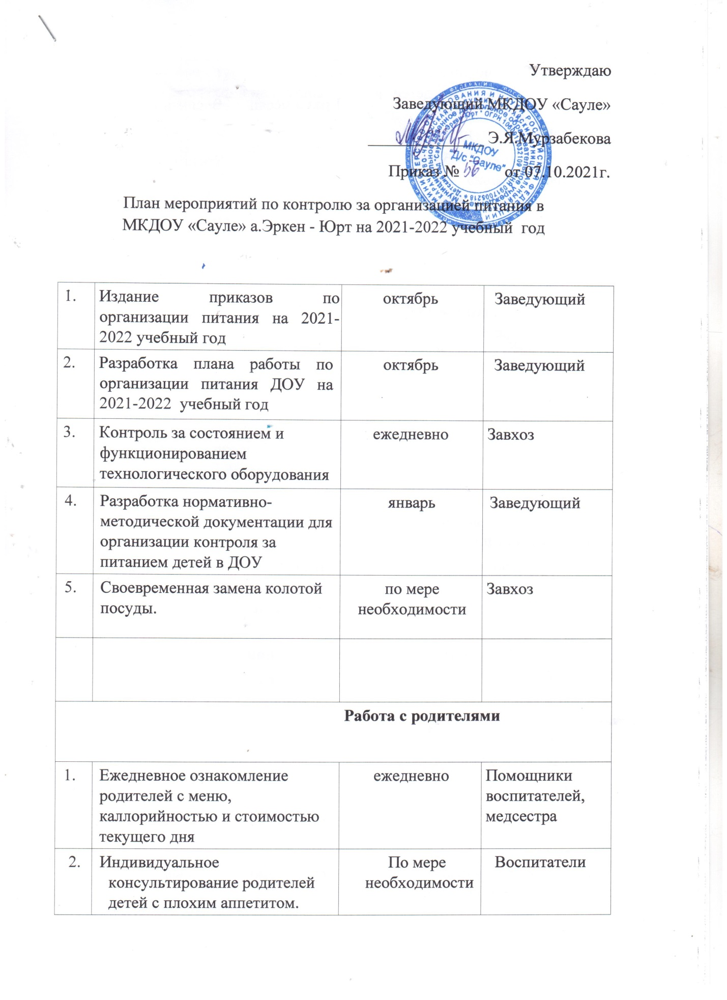 Утверждаю
Заведующий МКДОУ «Сауле»
Э.Я.Мурзабекова
МКДОУ
"Д/с "Сауле"
Приказ № 56 от 07.10.2021г.
План мероприятий по контролю за организацией питания в
МКДОУ «Сауле» а.Эркен - Юрт на 2021-2022 учебный год
1. Издание приказов по октябрь Заведующий
организации питания на 2021-
2022 учебный год
2. Разработка плана работы по октябрь Заведующий
организации питания ДОУ на
2021-2022 учебный год
3. Контроль за состоянием и ежедневно Завхоз
функционированием
технологического оборудования
4. Разработка нормативно- январь Заведующий
методической документации для
организации контроля за
питанием детей в ДОУ
5. Своевременная замена колотой по мере Завхоз
посуды. необходимости
Работа с родителями
1. Ежедневное ознакомление ежедневно Помощники
родителей с меню, воспитателей,
каллорийностью и стоимостью медсестра
текущего дня
2. Индивидуальное По мере Воспитатели
консультирование родителей необходимости
детей с плохим аппетитом.